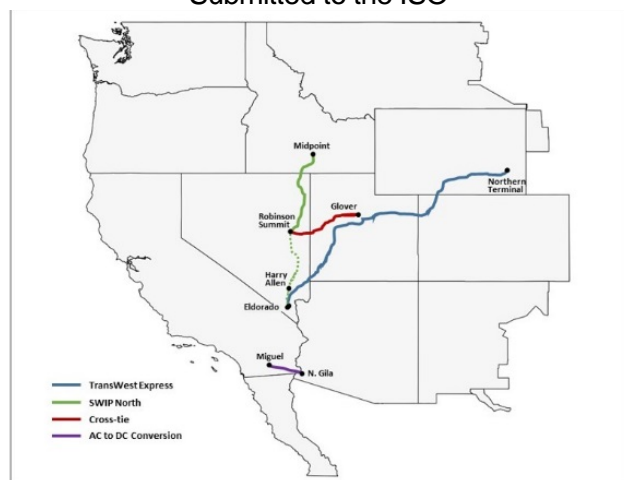 Submitted to the ISO
Midpoint
Northern
Terminal
Glover
Robinson
Summit
Harry
Allen
Eldorado
Miguel
N. Gila
TransWest Express
SWIP North
Cross-tie
AC to DC Conversion